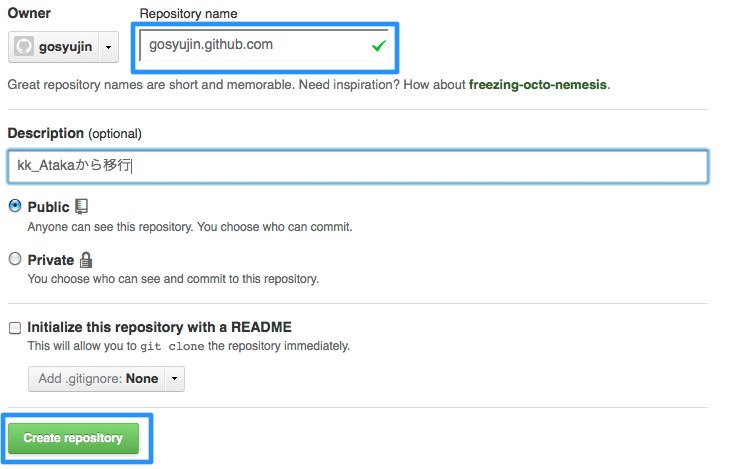 Owner
Repository name
gosyujin
gosyujin.github.com
Great repository names are short and memorable. Need inspiration? How about freezing-octo-nemesis.
Description (optional)
kk_Atakaから移行
Public
Anyone can see this repository. You choose who can commit.
Private
You choose who can see and commit to this repository.
Initialize this repository with a README
This will allow you to git clone the repository immediately.
Add .gitignore: None
Create repository